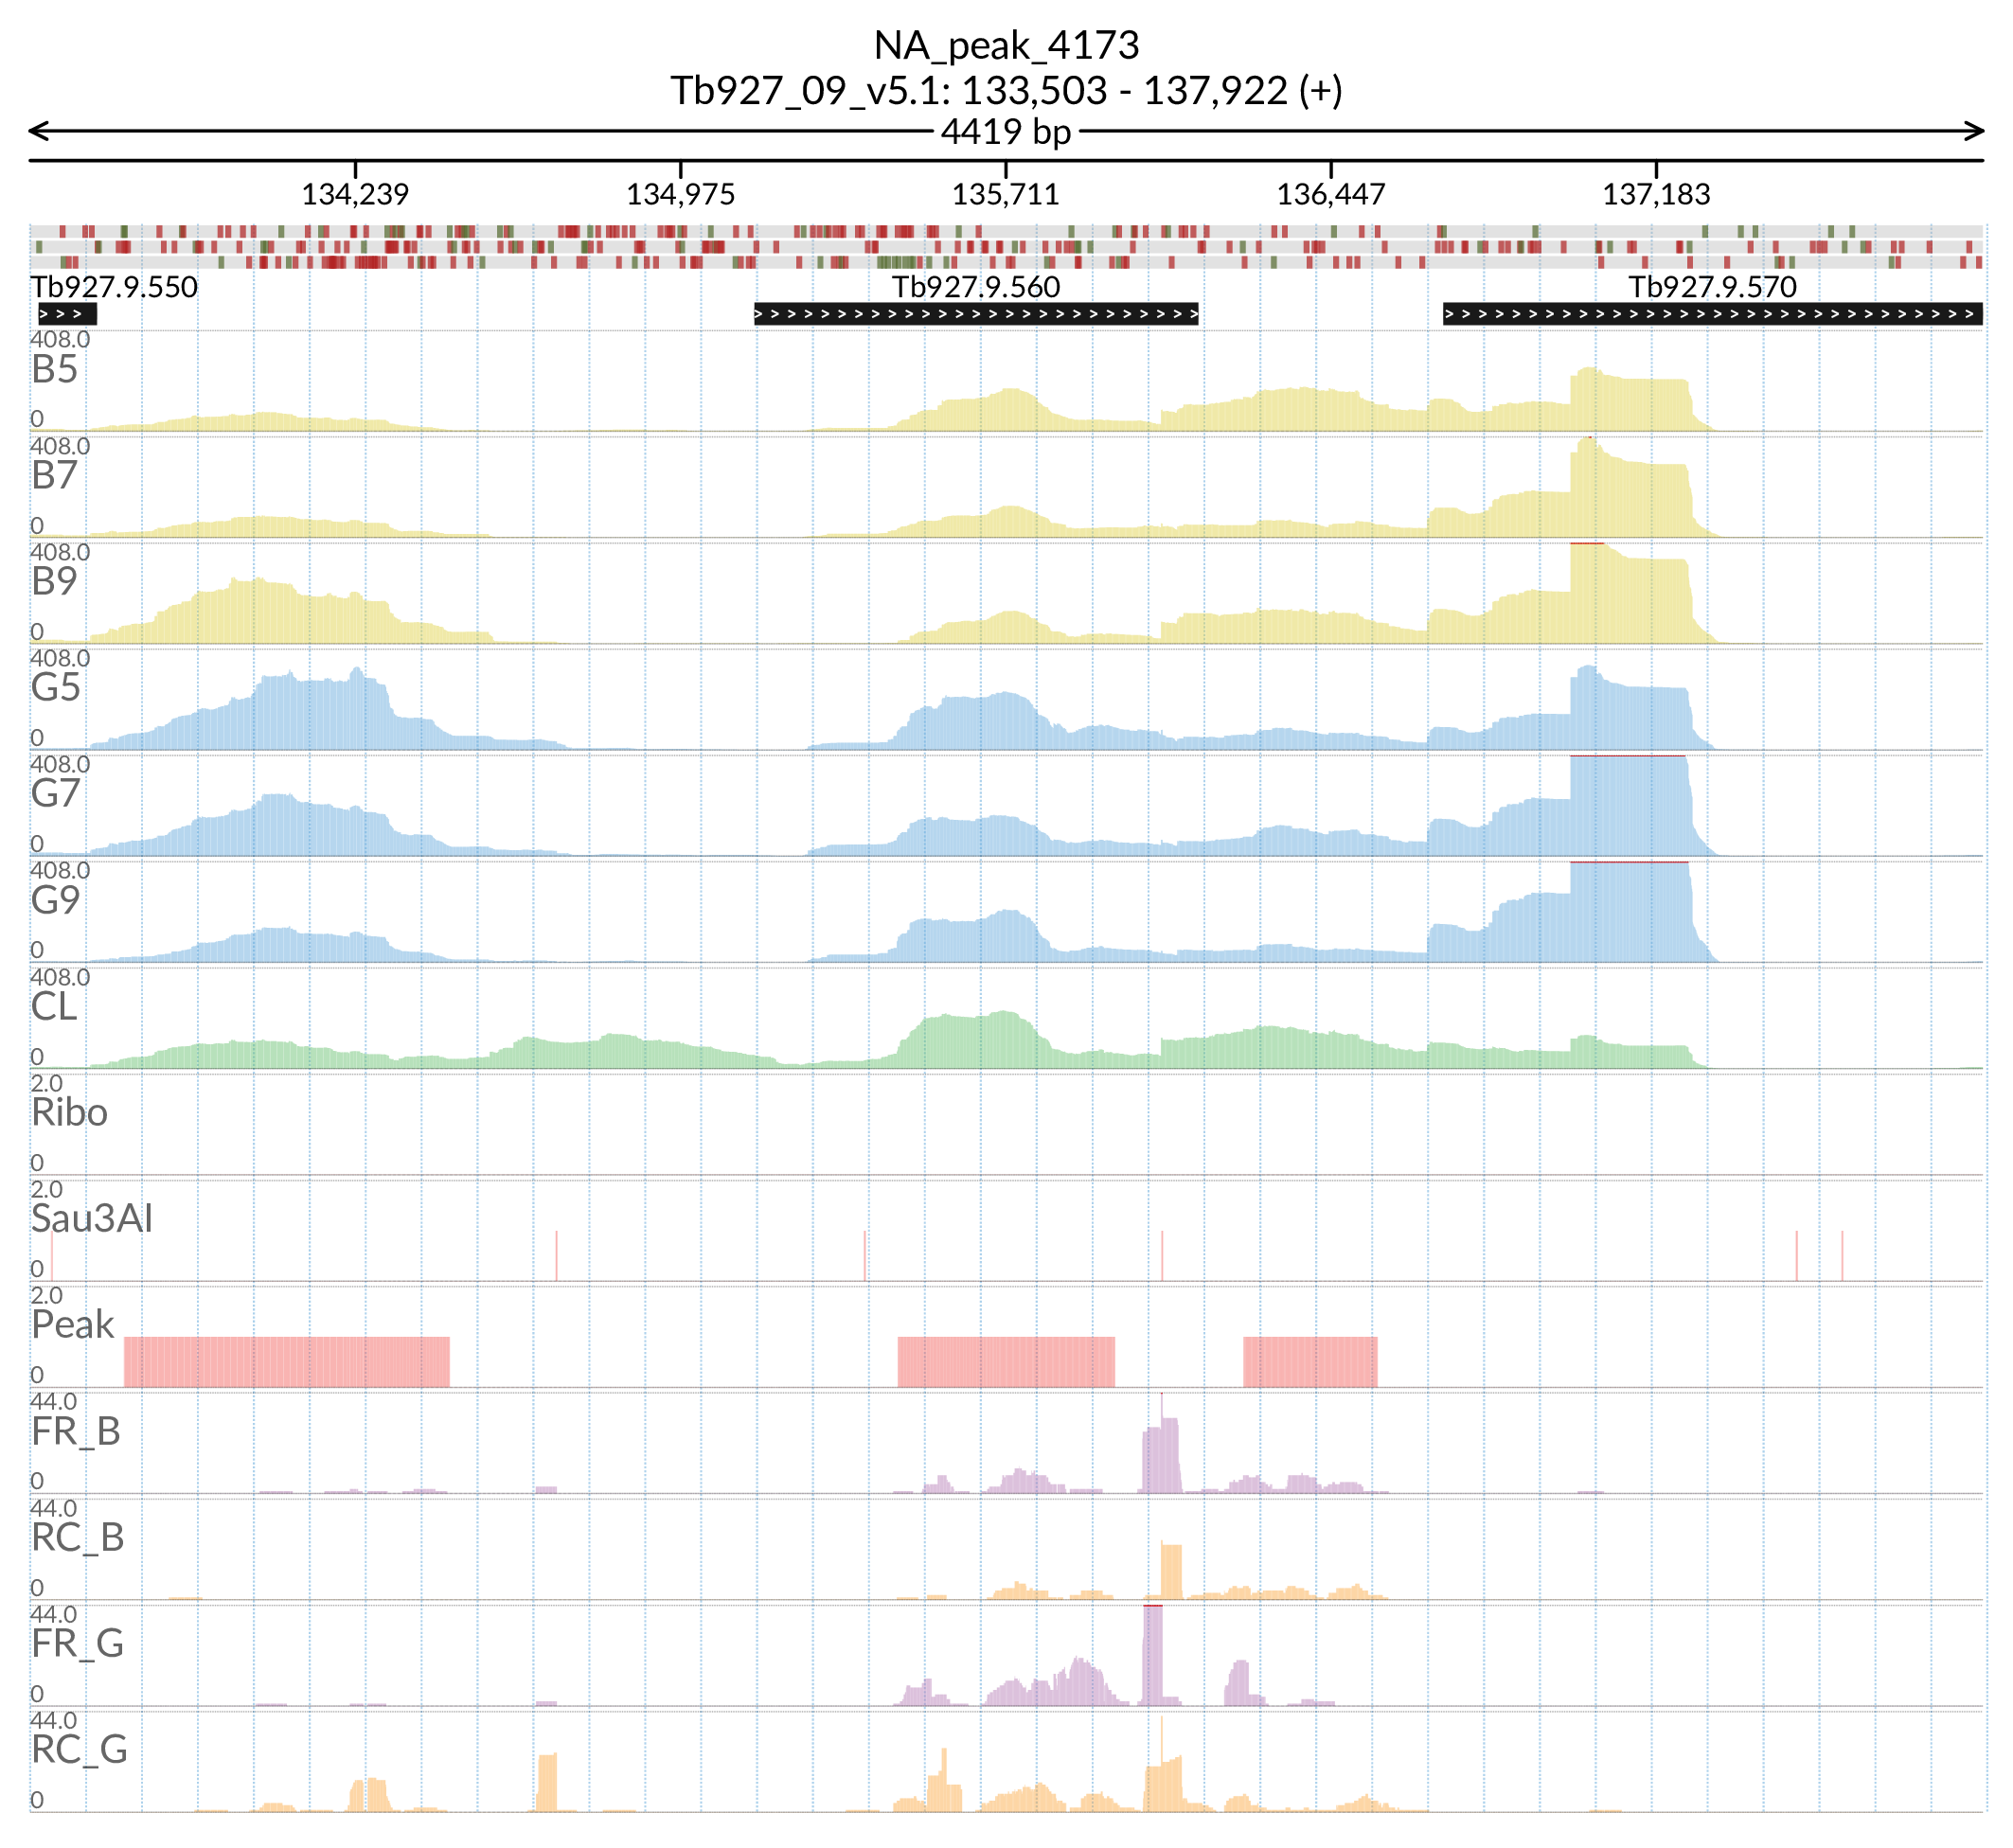 NA_peak_4173
Tb927_09_v5.1: 133,503 - 137,922 (+)
4419 bp
134,239 134,975 135,711 136,447 137,183
Tb927.9.550 Tb927.9.560 Tb927.9.570
408.0
B5
0
408.0
B7
0
408.0
B9
0
408.0
G5
0
408.0
G7
0
408.0
G9
0
408.0
CL
0
2.0
Ribo
0
2.0
Sau3AI
0
2.0
Peak
0
44.0
FR_B
0
44.0
RC_B
0
44.0
FR_G
0
44.0
RC_G
0